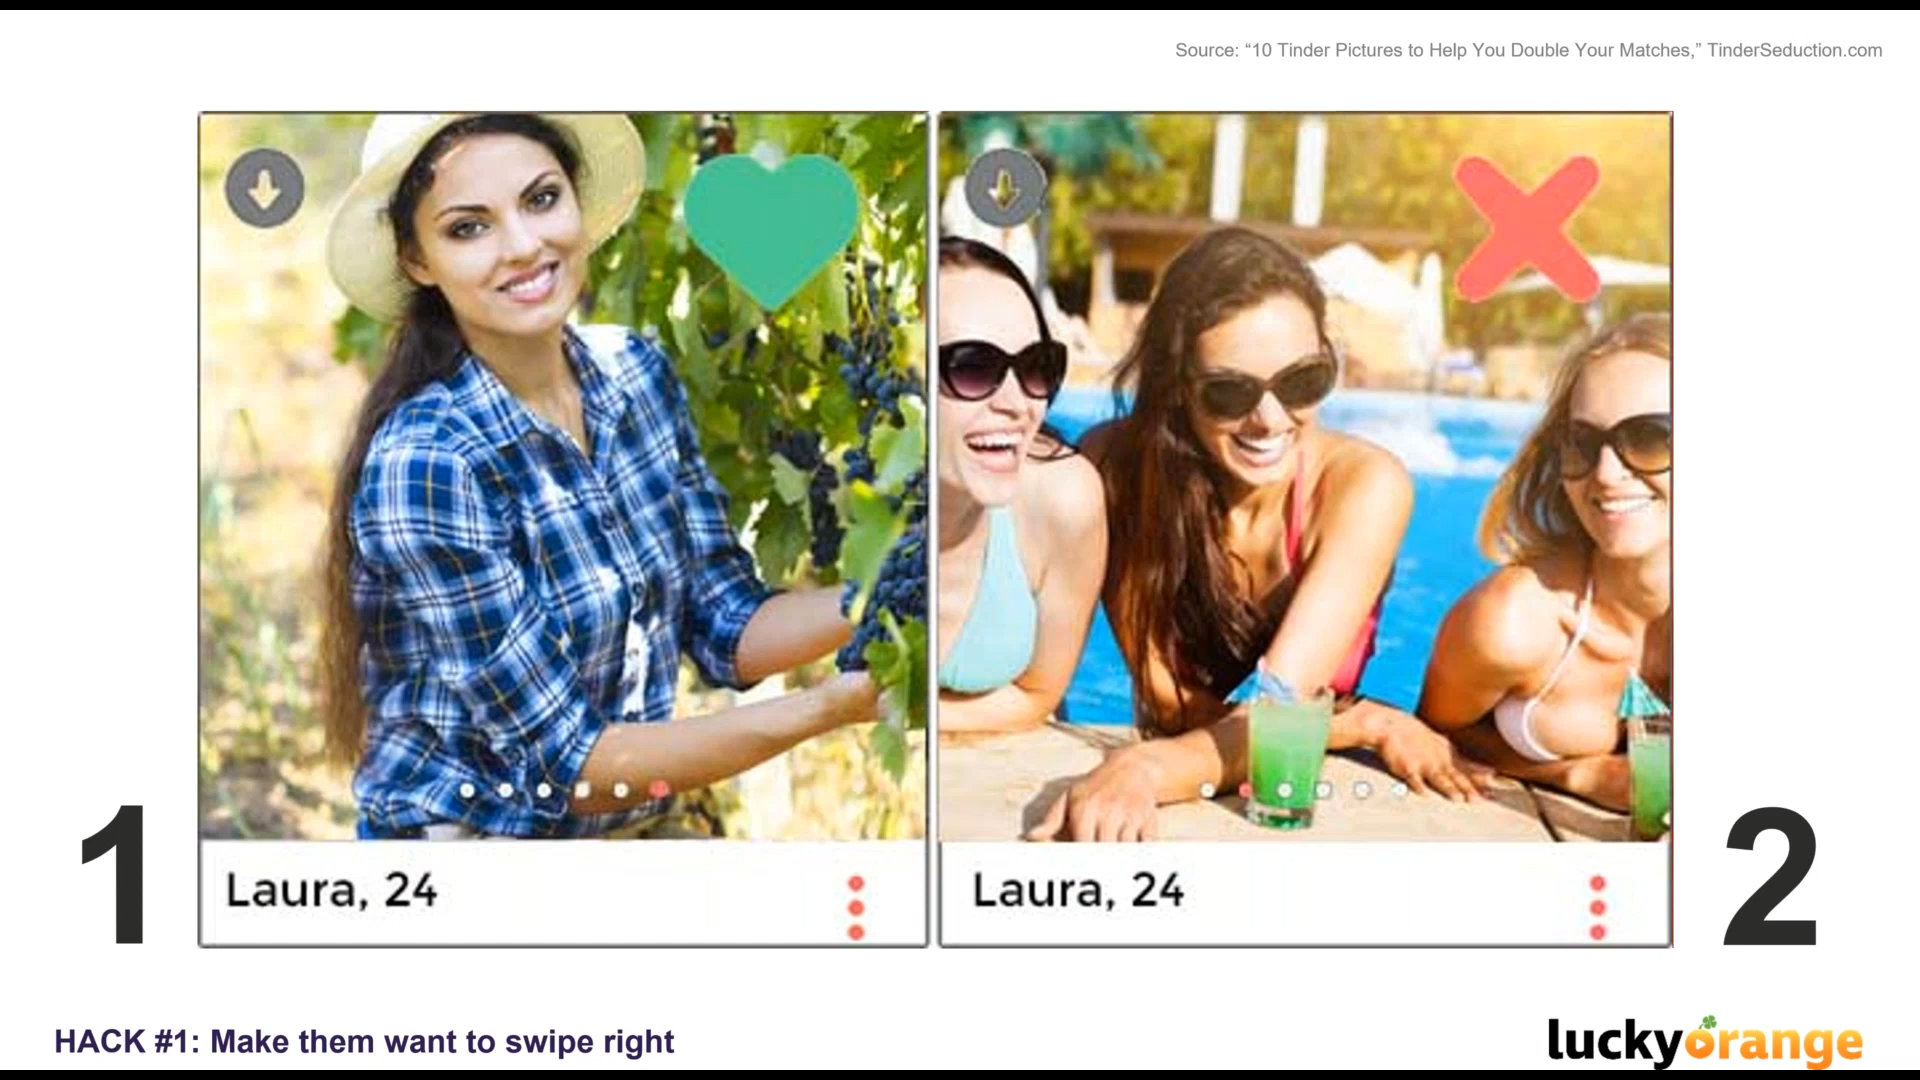 Source: “10 Tinder Pictures to Help You Double Your Matches,” TinderSeduction.com
Laura, 24
Laura, 24
1
2
HACK #1: Make them want to swipe right
luckyorange